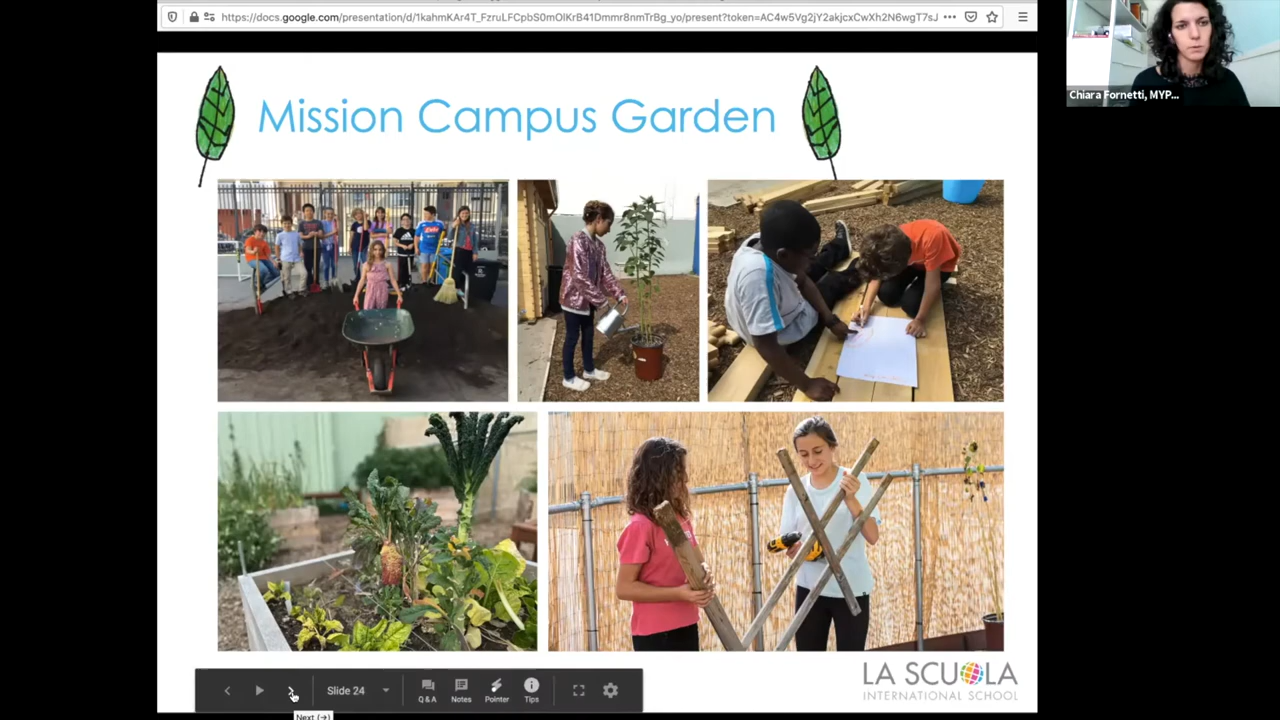 https://docs.google.com/presentation/d/1kahmKAr4T_FzruLFCpbS0mOlKrB41Dmmr8nmTrBg_yo/present?token=AC4w5Vg2jY2akjcxCwXh2N6wgT7sJ
Chiara Fornetti, MYP...
Mission Campus Garden
Slide 24
Q & A
Notes
Pointer
Tips
Next (→)
LA SCUOLA
INTERNATIONAL SCHOOL